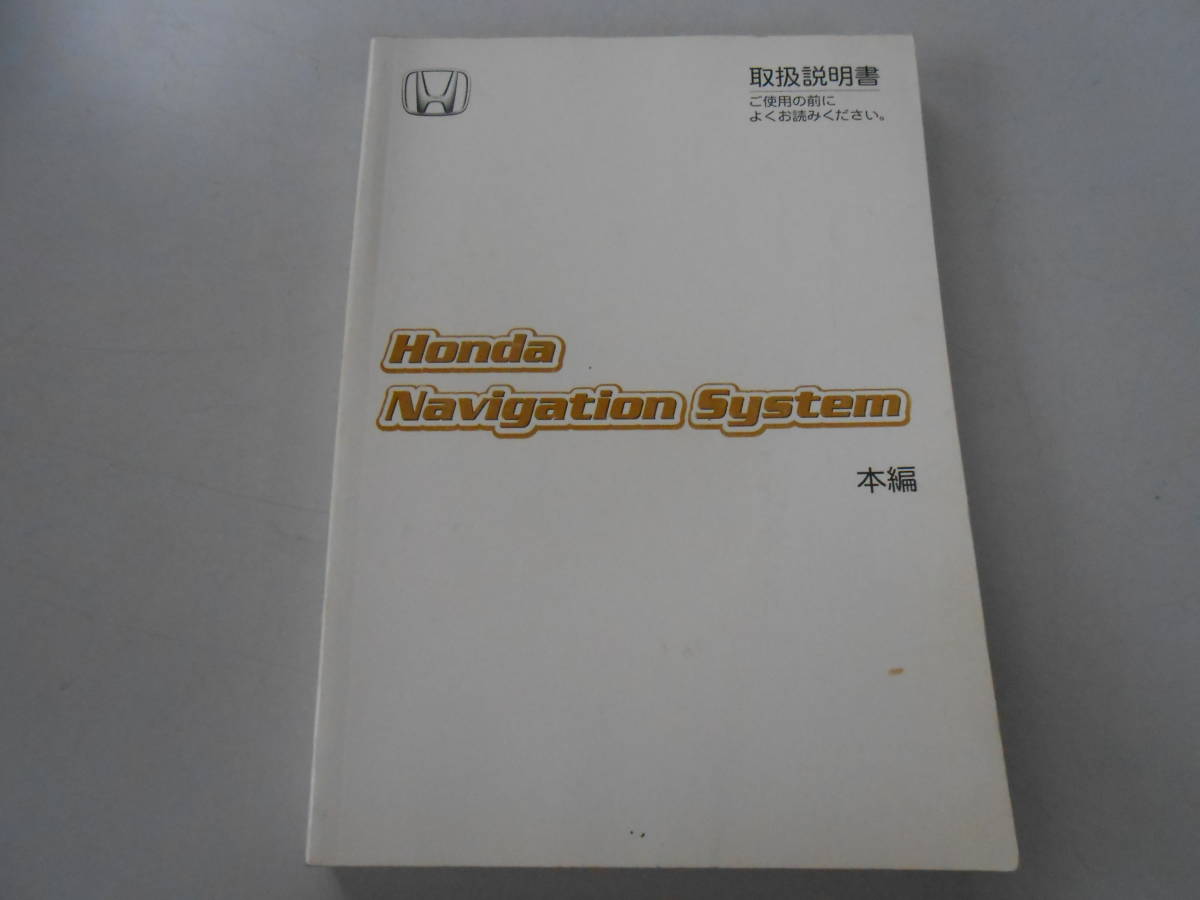 取扱説明書
ご使用の前に
よくお読みください。
Honda
Navigation System
本編